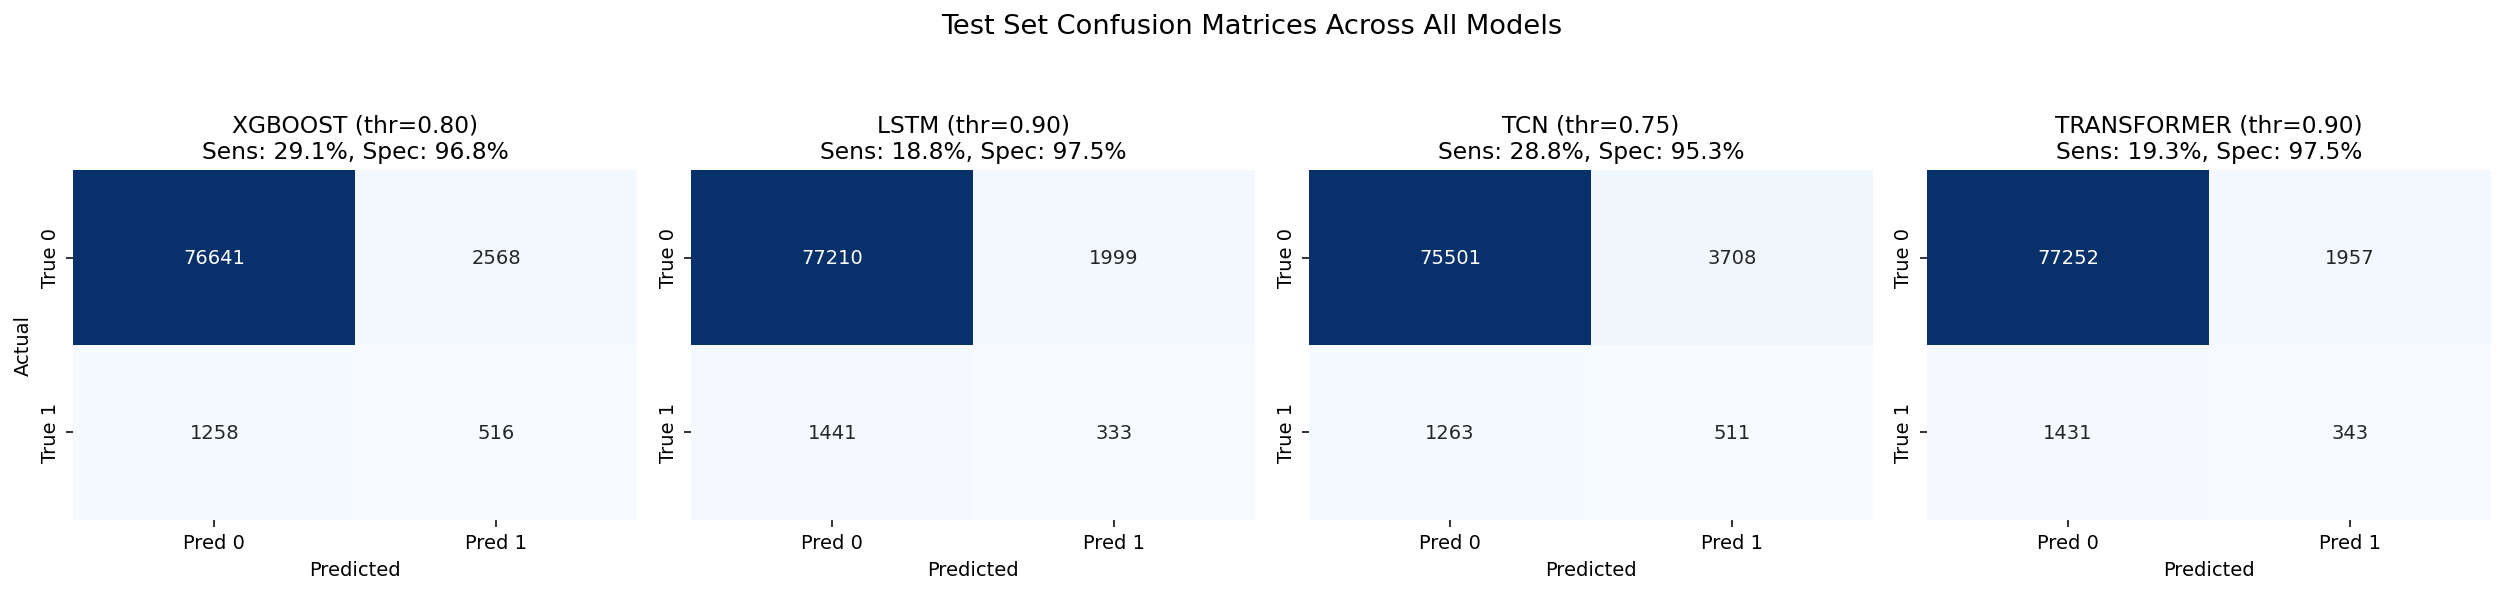 Test Set Confusion Matrices Across All Models
XGBOOST (thr=0.80)
Sens: 29.1%, Spec: 96.8%
Actual
True 0
76641
2568
True 1
1258
516
Pred 0
Pred 1
Predicted
LSTM (thr=0.90)
Sens: 18.8%, Spec: 97.5%
True 0
77210
1999
True 1
1441
333
Pred 0
Pred 1
Predicted
TCN (thr=0.75)
Sens: 28.8%, Spec: 95.3%
True 0
75501
3708
True 1
1263
511
Pred 0
Pred 1
Predicted
TRANSFORMER (thr=0.90)
Sens: 19.3%, Spec: 97.5%
True 0
77252
1957
True 1
1431
343
Pred 0
Pred 1
Predicted